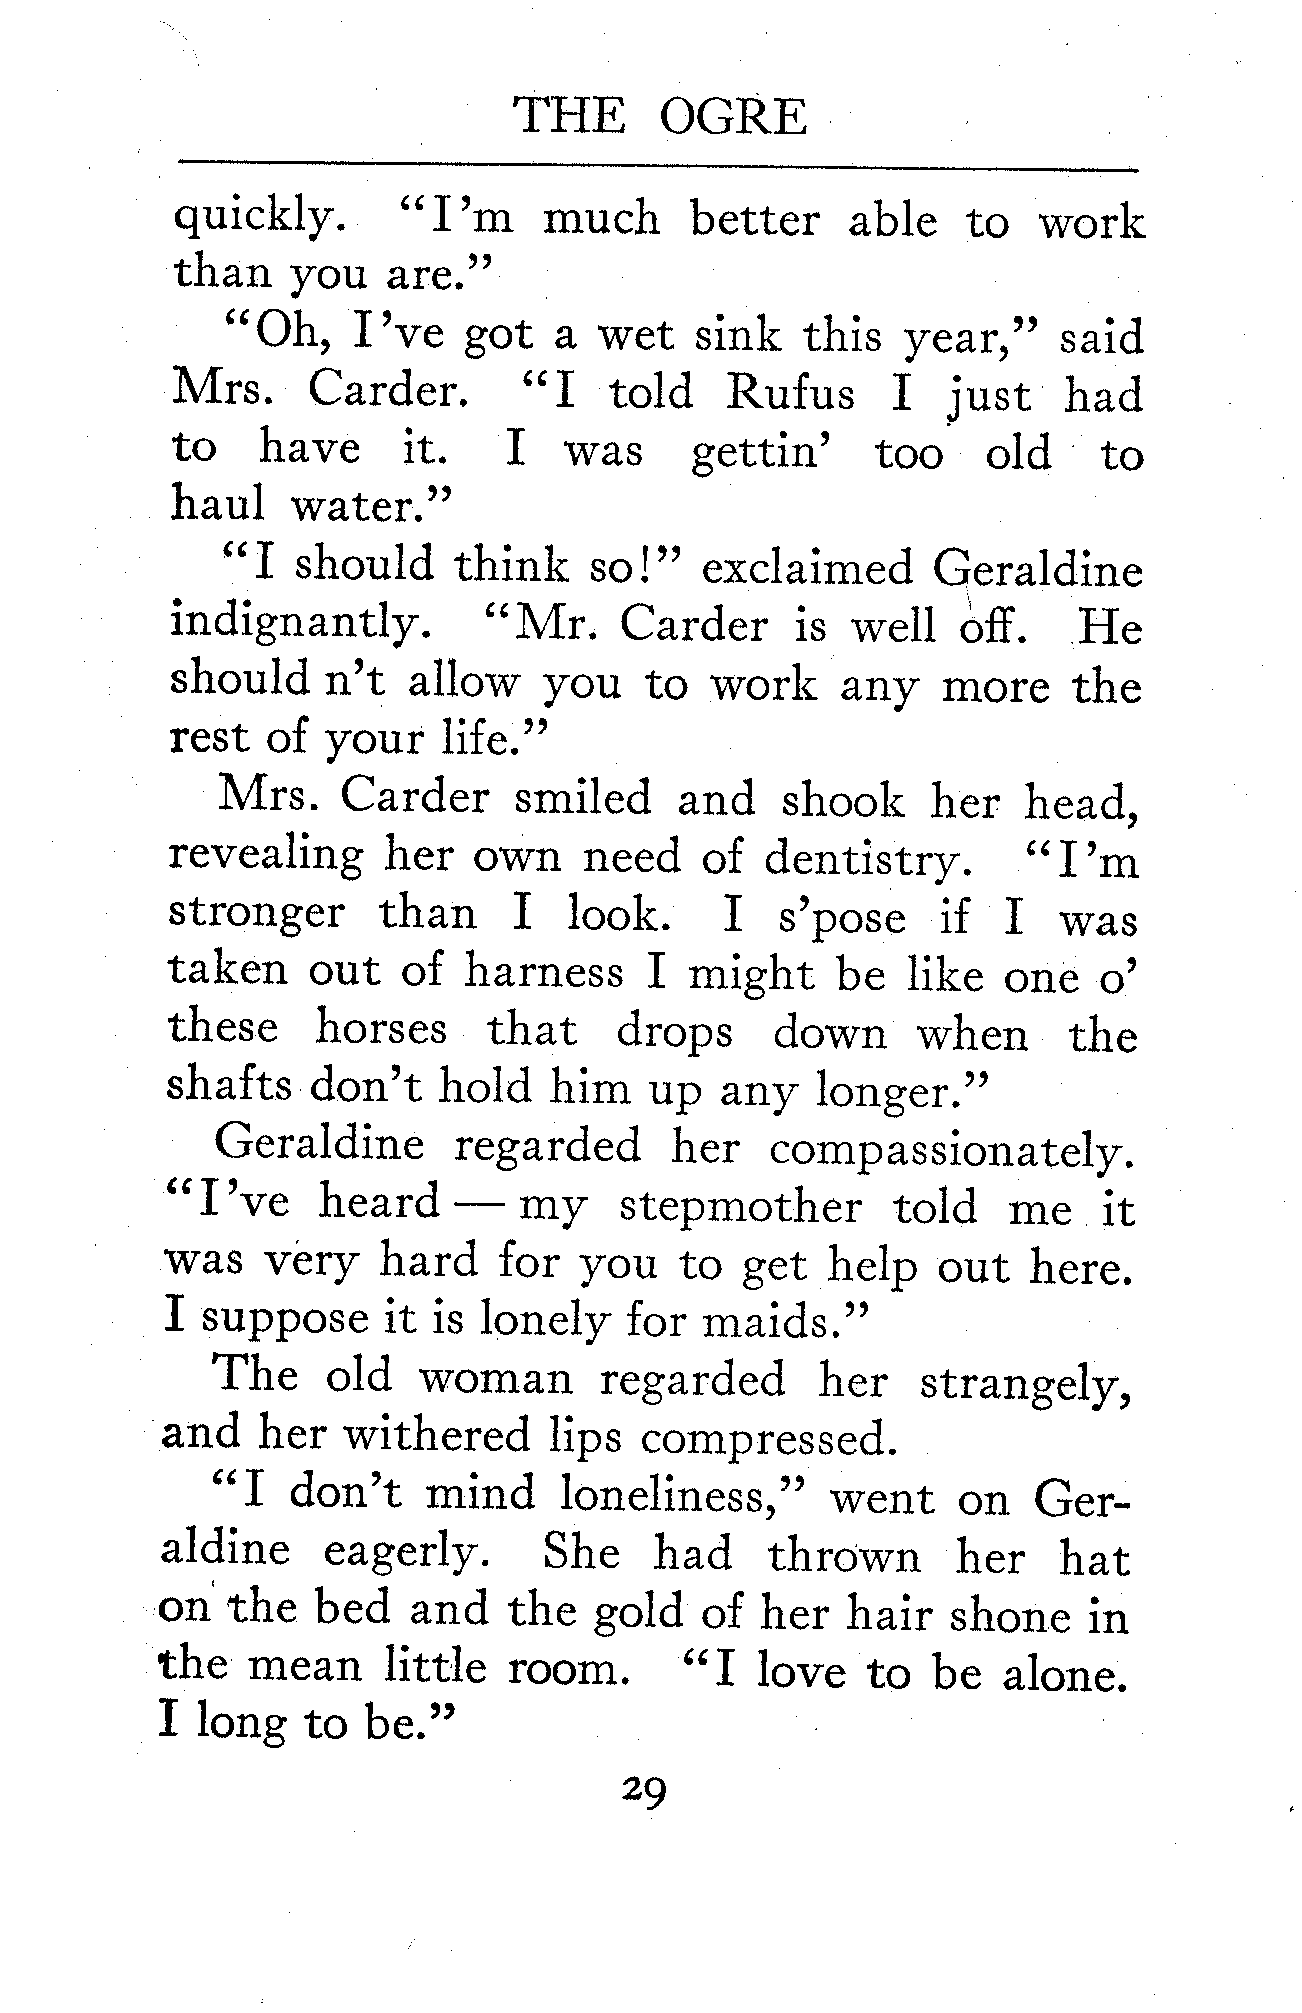 THE OGRE
quickly. “I’m much better able to work
than you are.”
“Oh, I’ve got a wet sink this year,” said
Mrs. Carder. “I told Rufus I just had
to have it. I was gettin’ too old to
haul water.”
“I should think so!” exclaimed Geraldine
indignantly. “Mr. Carder is well off. He
should n’t allow you to work any more the
rest of your life.”
Mrs. Carder smiled and shook her head,
revealing her own need of dentistry. “I’m
stronger than I look. I s’pose if I was
taken out of harness I might be like one o’
these horses that drops down when the
shafts don’t hold him up any longer.”
Geraldine regarded her compassionately.
“I’ve heard — my stepmother told me it
was very hard for you to get help out here.
I suppose it is lonely for maids.”
The old woman regarded her strangely,
and her withered lips compressed.
“I don’t mind loneliness,” went on Ger-
aldine eagerly. She had thrown her hat
on the bed and the gold of her hair shone in
the mean little room. “I love to be alone.
I long to be.”
29